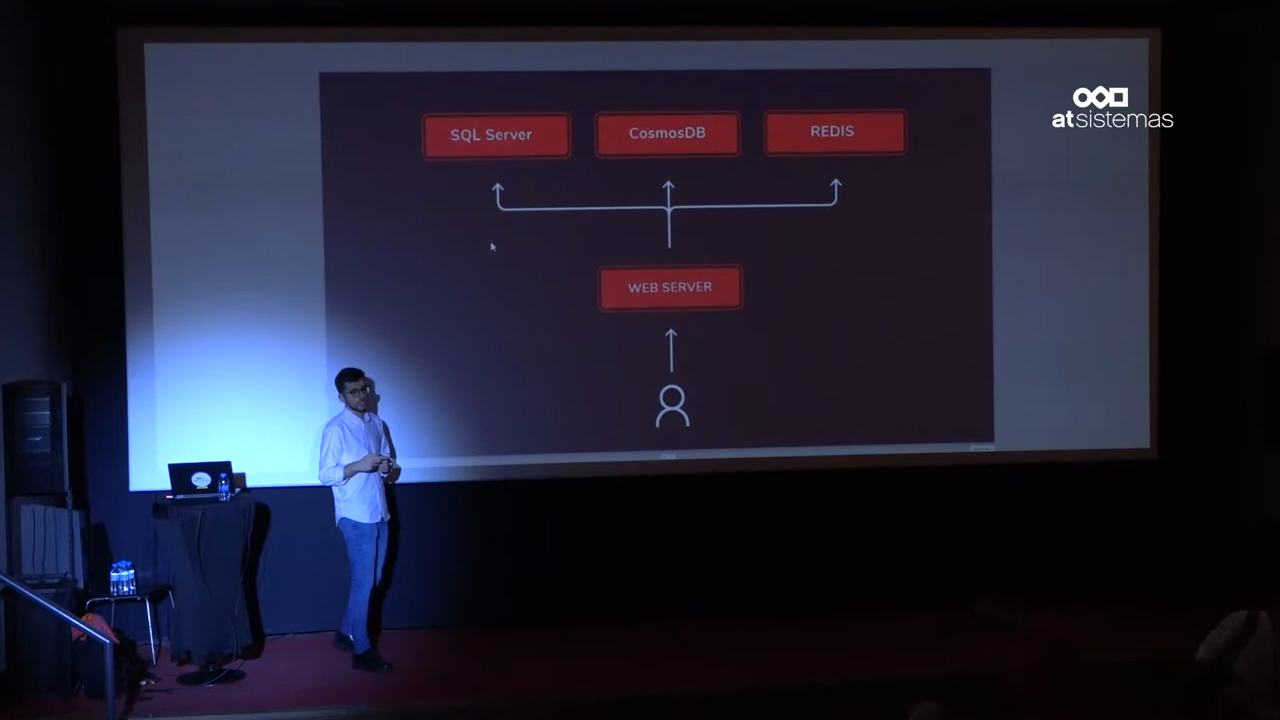 SQL Server
CosmosDB
REDIS
WEB SERVER
atsistemas